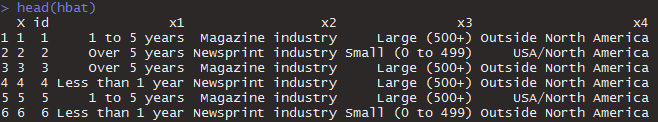 > head(hbat)
  X id               x1                 x2               x3                    x4
1 1  1     1 to 5 years  Magazine industry     Large (500+) Outside North America
2 2  2     Over 5 years Newsprint industry Small (0 to 499)     USA/North America
3 3  3     Over 5 years  Magazine industry     Large (500+) Outside North America
4 4  4 Less than 1 year Newsprint industry     Large (500+) Outside North America
5 5  5     1 to 5 years  Magazine industry     Large (500+)     USA/North America
6 6  6 Less than 1 year Newsprint industry Small (0 to 499) Outside North America